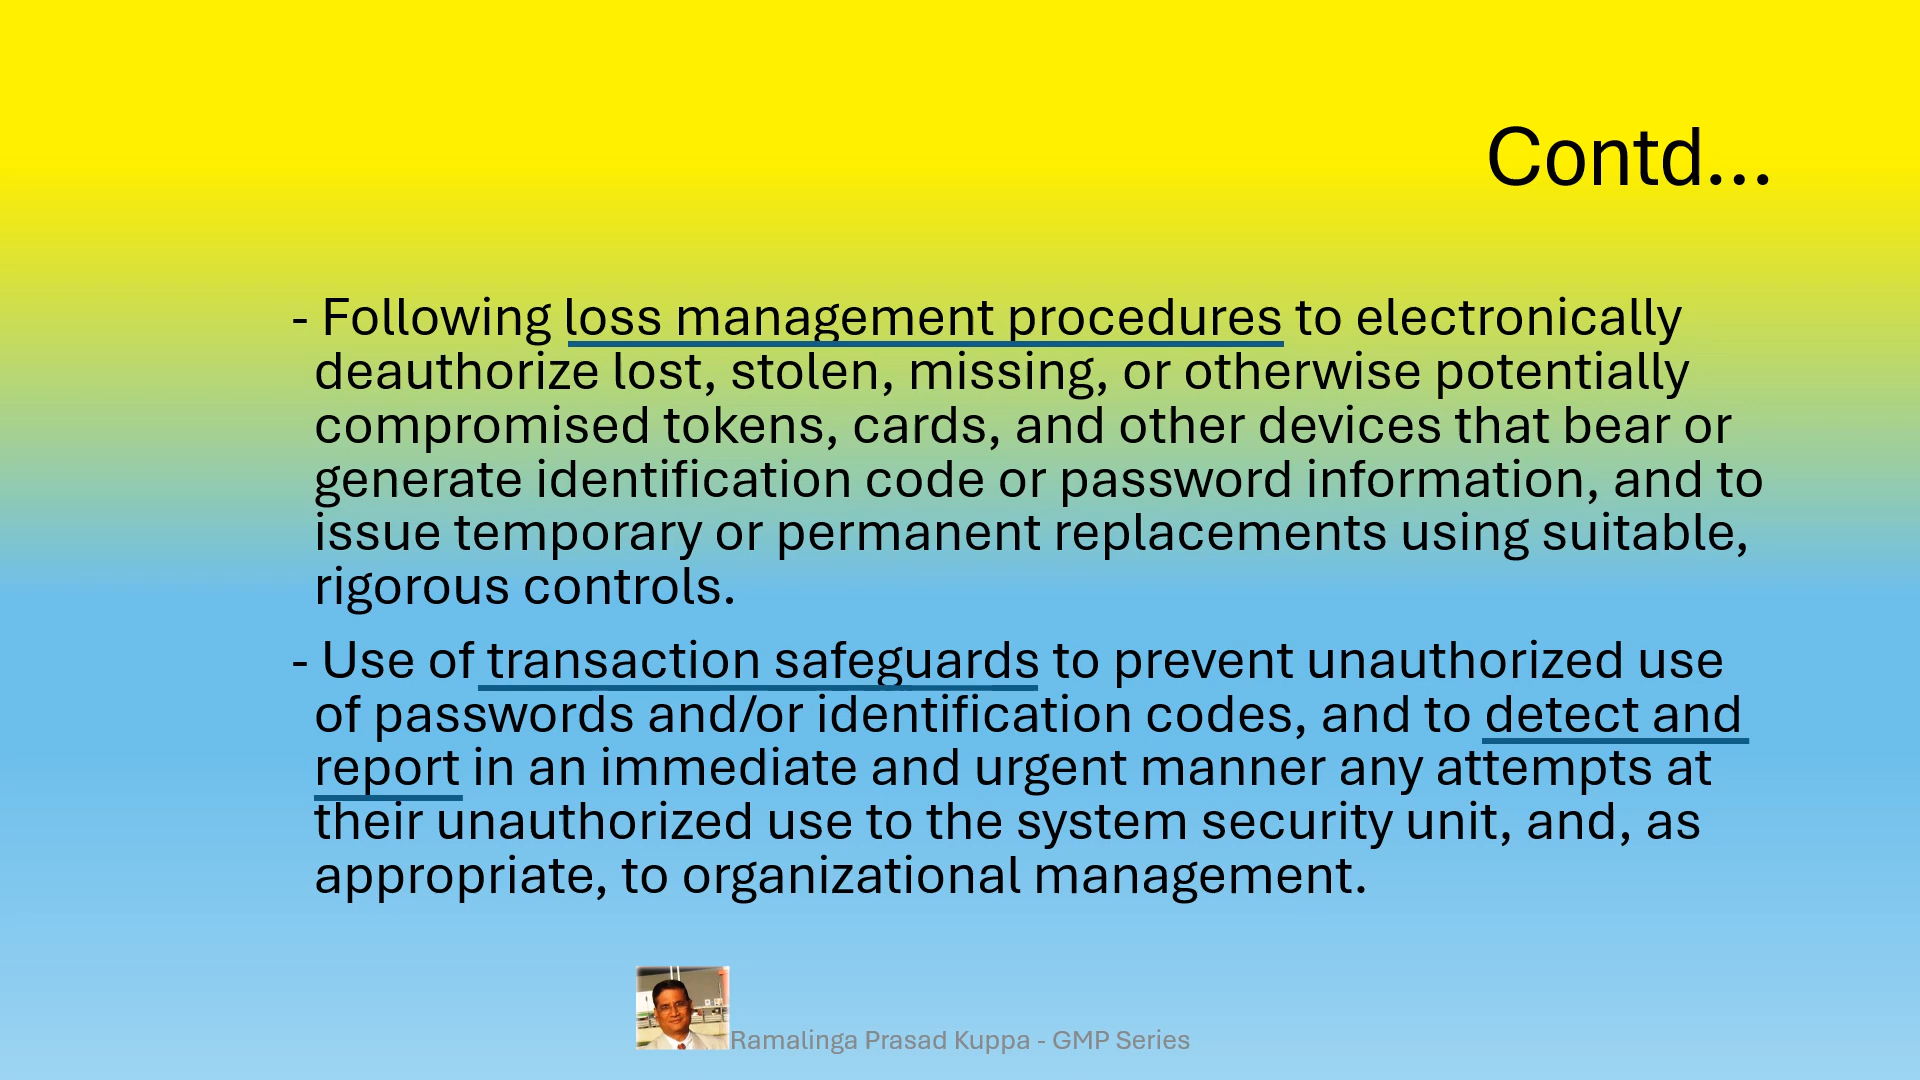 Contd...
- Following loss management procedures to electronically
deauthorize lost, stolen, missing, or otherwise potentially
compromised tokens, cards, and other devices that bear or
generate identification code or password information, and to
issue temporary or permanent replacements using suitable,
rigorous controls.
- Use of transaction safeguards to prevent unauthorized use
of passwords and/or identification codes, and to detect and
report in an immediate and urgent manner any attempts at
their unauthorized use to the system security unit, and, as
appropriate, to organizational management.
Ramalinga Prasad Kuppa - GMP Series